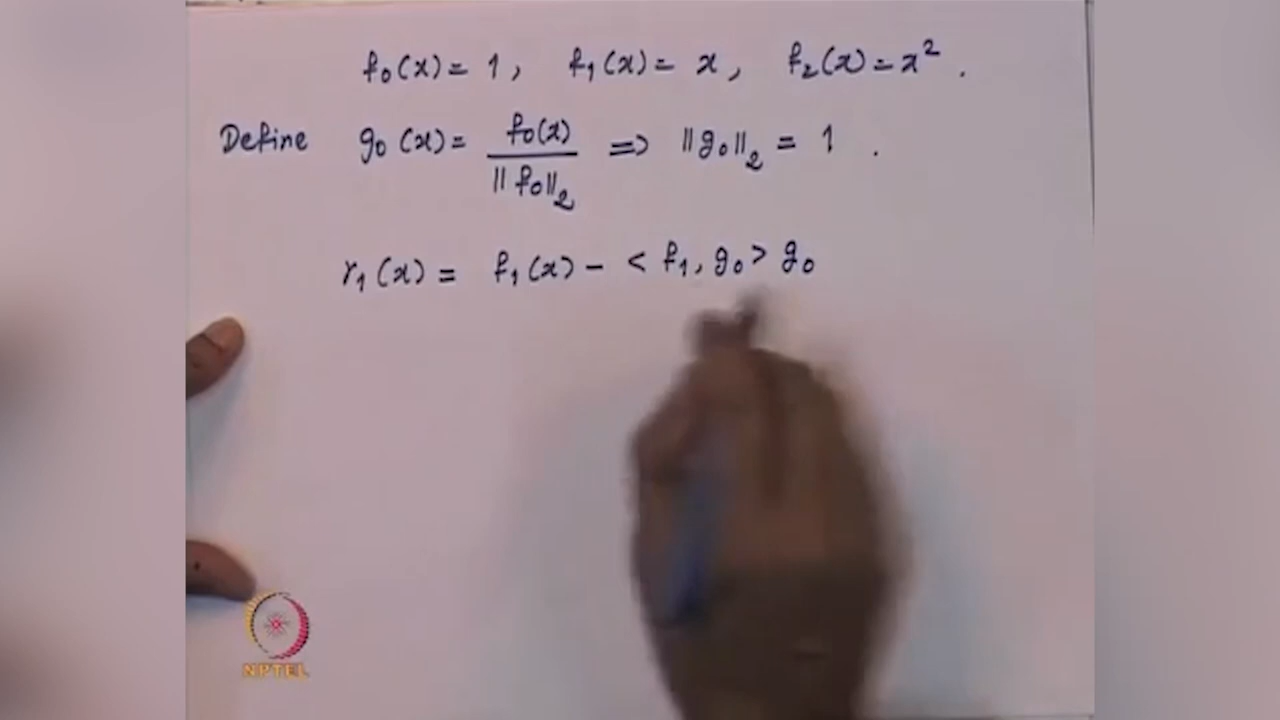 f₀(x) = 1, f₁(x) = x, f₂(x) = x².
Define g₀(x) = f₀(x) / ‖f₀‖₂ ⟹ ‖g₀‖₂ = 1.
r₁(x) = f₁(x) − <f₁, g₀> g₀
NPTEL